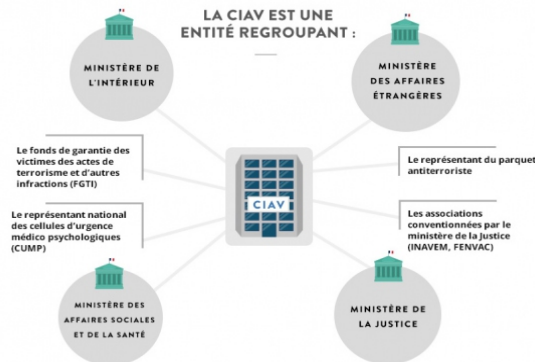 LA CIAV EST UNE
ENTITÉ REGROUPANT :
MINISTÈRE DE
L'INTÉRIEUR
MINISTÈRE
DES AFFAIRES
ÉTRANGÈRES
Le fonds de garantie des
victimes des actes de
terrorisme et d'autres
infractions (FGTI)
Le représentant du parquet
antiterroriste
CIAV
Le représentant national
des cellules d'urgence
médico psychologiques
(CUMP)
Les associations
conventionnées par le
ministère de la Justice
(INAVEM, FENVAC)
MINISTÈRE DES
AFFAIRES SOCIALES
ET DE LA SANTÉ
MINISTÈRE DE
LA JUSTICE